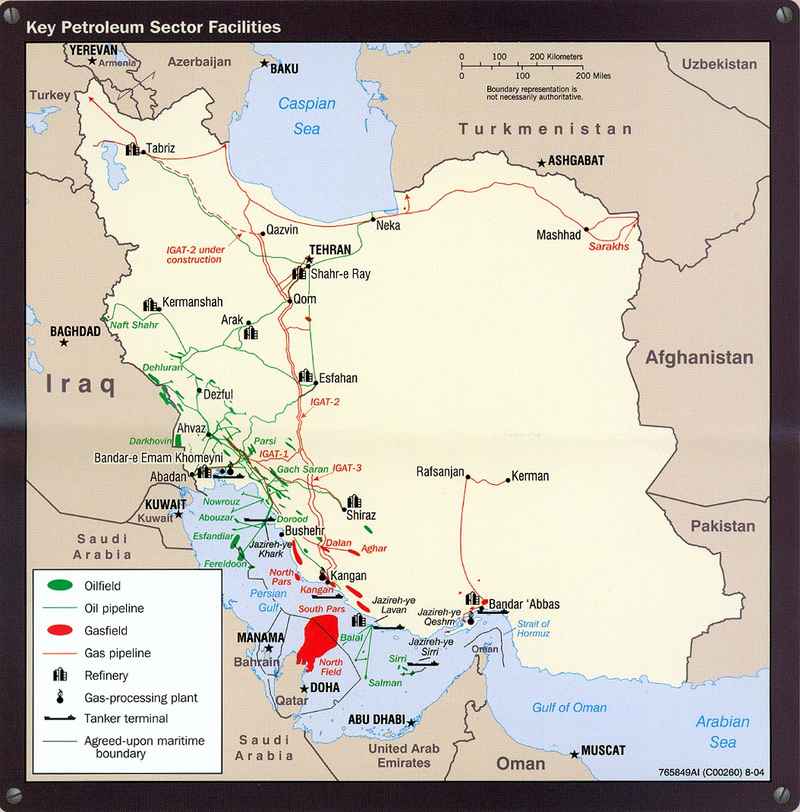 Key Petroleum Sector Facilities
YEREVAN
Armenia
Azerbaijan
BAKU
0 100 200 Kilometers
0 100 200 Miles
Boundary representation is
not necessarily authoritative.
Uzbekistan
Turkey
Caspian
Sea
Turkmenistan
Tabriz
ASHGABAT
Qazvin
Neka
Mashhad
Sarakhs
IGAT-2 under
construction
TEHRAN
Shahr-e Ray
Kermanshah
Qom
Naft Shahr
Arak
BAGHDAD
Afghanistan
Iraq
Dehluran
Esfahan
Dezful
IGAT-2
Ahvaz
Darkhovin
Parsi
Bandar-e Emam Khomeyni
IGAT-1
Gach Saran
IGAT-3
Abadan
Rafsanjan
Kerman
KUWAIT
Kuwait
Nowrouz
Abouzar
Dorood
Shiraz
Pakistan
Saudi
Arabia
Esfandiar
Bushehr
Jazireh-ye
Khark
Dalan
Aghar
Fereldoon
North
Pars
Kangan
Kangan
Persian
Gulf
South Pars
Jazireh-ye
Lavan
Jazireh-ye
Qeshm
Bandar ‘Abbas
Strait of
Hormuz
MANAMA
Bahrain
Balal
Jazireh-ye
Sirri
Oman
North
Field
Sirri
Salman
Qatar
DOHA
ABU DHABI
Gulf of Oman
Arabian
Sea
Saudi
Arabia
United Arab
Emirates
Oman
MUSCAT
765849AI (C00260) 8-04
Oilfield
Oil pipeline
Gasfield
Gas pipeline
Refinery
Gas-processing plant
Tanker terminal
Agreed-upon maritime
boundary